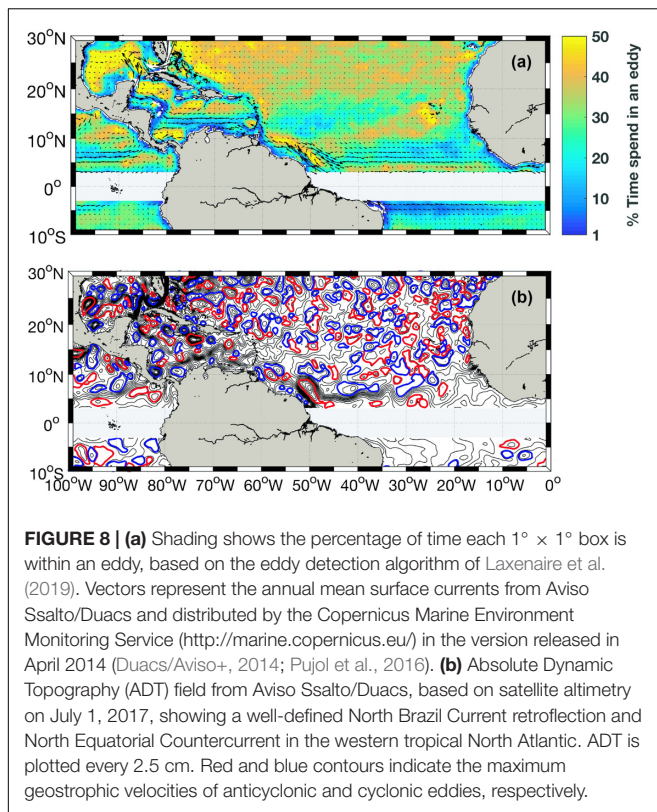 30°N
20°N
10°N
0°
10°S
(a)
50
40
30
20
10
1
% Time spend in an eddy
30°N
20°N
10°N
0°
10°S
(b)
100°W 90°W 80°W 70°W 60°W 50°W 40°W 30°W 20°W 10°W 0°
FIGURE 8 | (a) Shading shows the percentage of time each 1° × 1° box is
within an eddy, based on the eddy detection algorithm of Laxenaire et al.
(2019). Vectors represent the annual mean surface currents from Aviso
Ssalto/Duacs and distributed by the Copernicus Marine Environment
Monitoring Service (http://marine.copernicus.eu/) in the version released in
April 2014 (Duacs/Aviso+, 2014; Pujol et al., 2016). (b) Absolute Dynamic
Topography (ADT) field from Aviso Ssalto/Duacs, based on satellite altimetry
on July 1, 2017, showing a well-defined North Brazil Current retroflection and
North Equatorial Countercurrent in the western tropical North Atlantic. ADT is
plotted every 2.5 cm. Red and blue contours indicate the maximum
geostrophic velocities of anticyclonic and cyclonic eddies, respectively.